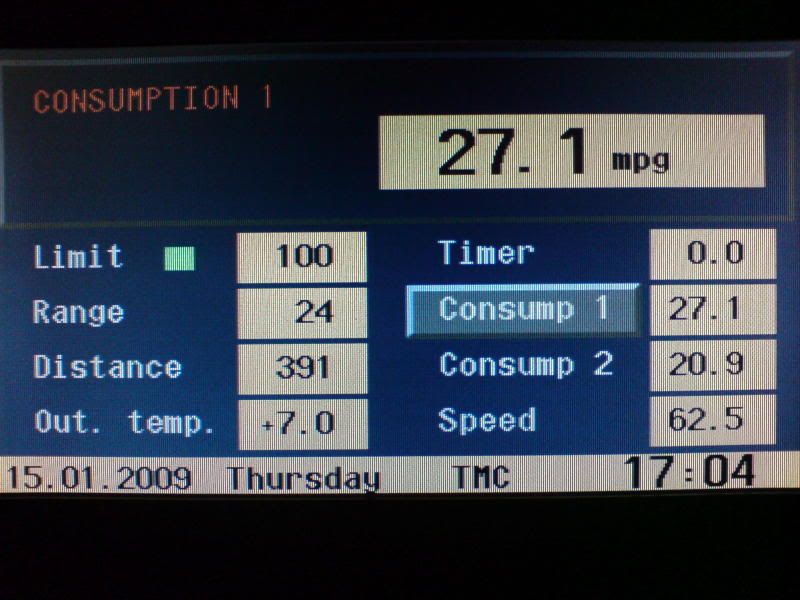 CONSUMPTION 1
27.1 mpg
Limit 100 Timer 0.0
Range 24 Consump 1 27.1
Distance 391 Consump 2 20.9
Out. temp. +7.0 Speed 62.5
15.01.2009 Thursday TMC 17:04